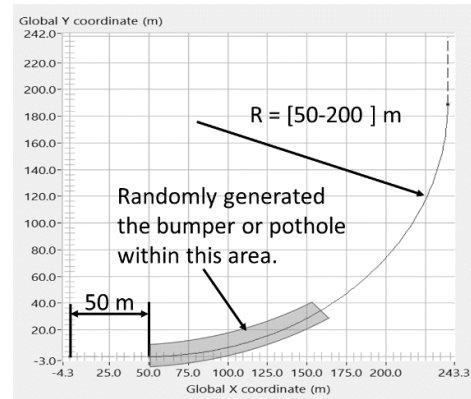 Global Y coordinate (m)
242.0
220.0
200.0
180.0
160.0
140.0
120.0
100.0
80.0
60.0
40.0
20.0
-3.0
R = [50-200 ] m
Randomly generated
the bumper or pothole
within this area.
50 m
-4.3 25.0 50.0 75.0 100.0 125.0 150.0 175.0 200.0 243.3
Global X coordinate (m)